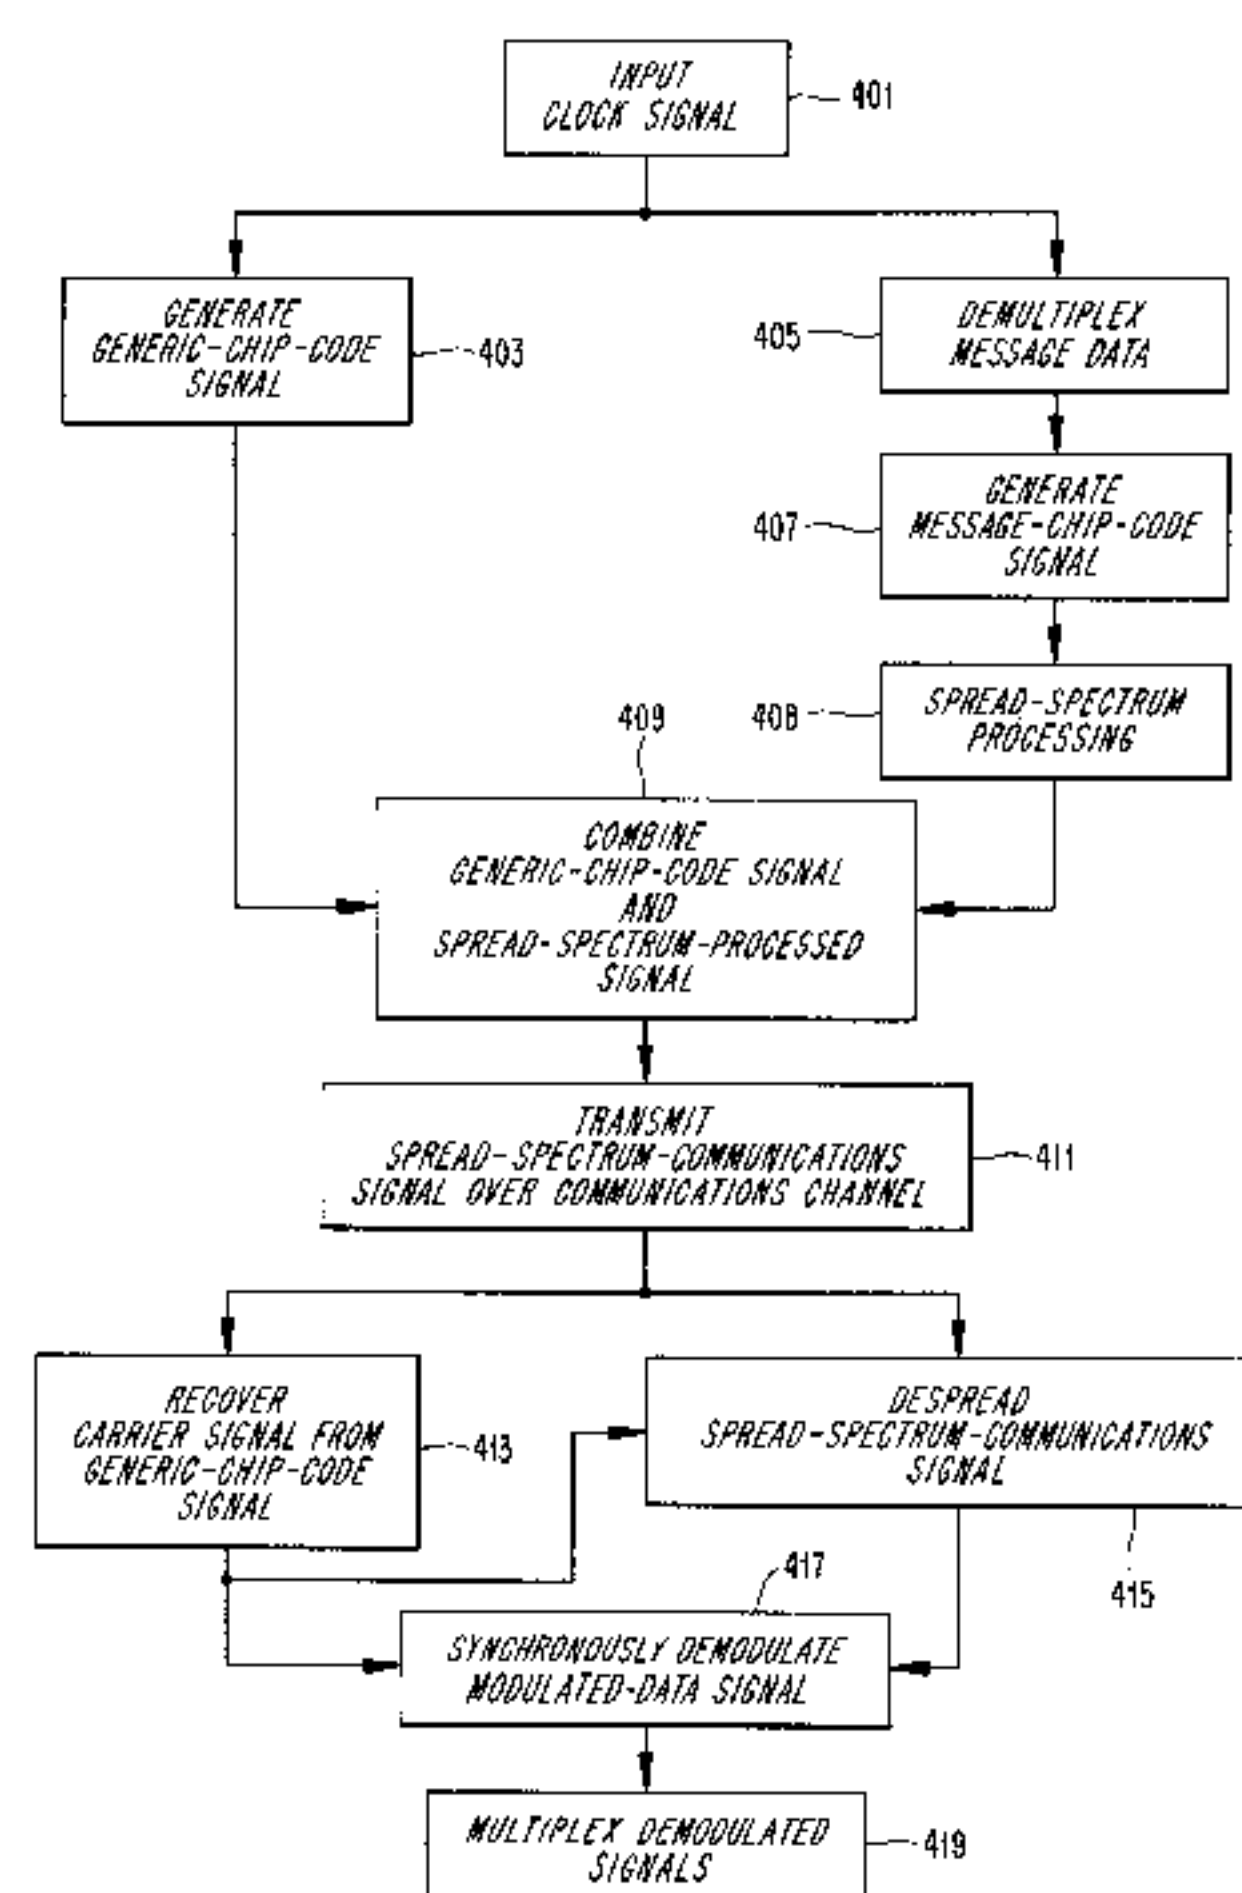 INPUT
CLOCK SIGNAL
401
GENERATE
GENERIC-CHIP-CODE
SIGNAL
403
405
DEMULTIPLEX
MESSAGE DATA
407
GENERATE
MESSAGE-CHIP-CODE
SIGNAL
408
SPREAD-SPECTRUM
PROCESSING
409
COMBINE
GENERIC-CHIP-CODE SIGNAL
AND
SPREAD-SPECTRUM-PROCESSED
SIGNAL
TRANSMIT
SPREAD-SPECTRUM-COMMUNICATIONS
SIGNAL OVER COMMUNICATIONS CHANNEL
411
RECOVER
CARRIER SIGNAL FROM
GENERIC-CHIP-CODE
SIGNAL
413
DESPREAD
SPREAD-SPECTRUM-COMMUNICATIONS
SIGNAL
415
417
SYNCHRONOUSLY DEMODULATE
MODULATED-DATA SIGNAL
MULTIPLEX DEMODULATED
SIGNALS
419